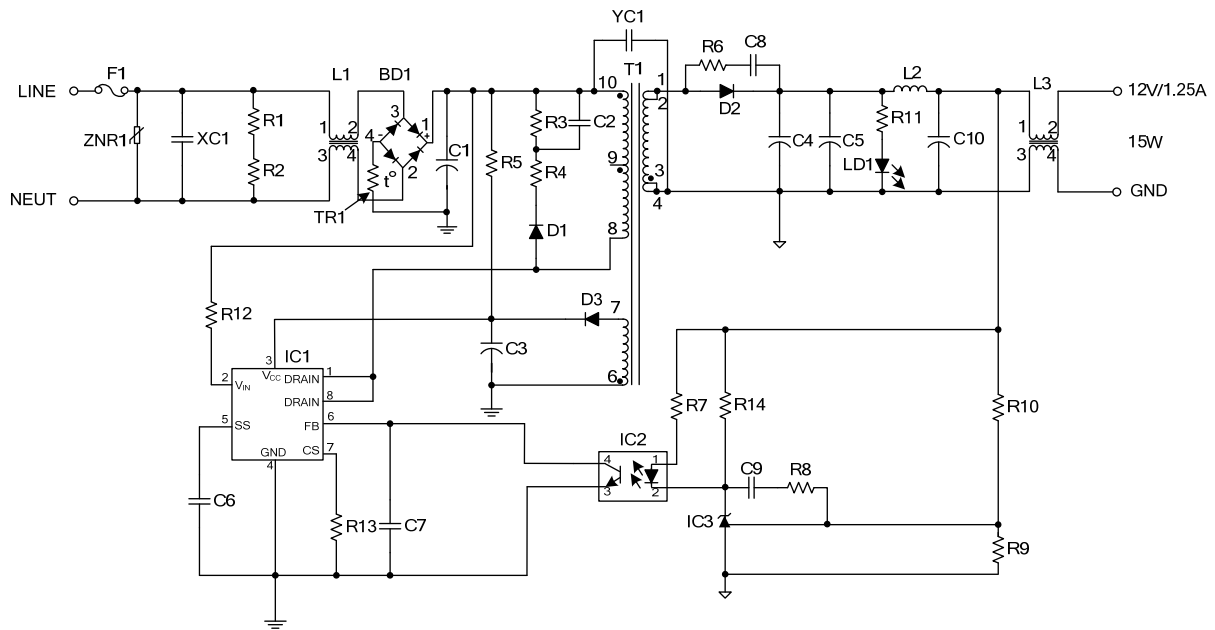 YC1
F1
L1
BD1
T1
R6
C8
L2
L3
LINE
10
1
2
D2
12V/1.25A
ZNR1
XC1
R1
R2
1
2
3
4
3
4
-
1
+
2
t°
TR1
C1
R5
R3
C2
9
R4
D1
8
3
4
C4
C5
R11
LD1
C10
1
2
3
4
15W
NEUT
GND
R12
D3
7
6
C3
IC1
3
VCC
2
VIN
DRAIN
1
DRAIN
8
5
SS
FB
6
GND
4
CS
7
C6
R13
C7
IC2
4
3
1
2
R7
R14
R10
C9
R8
IC3
R9